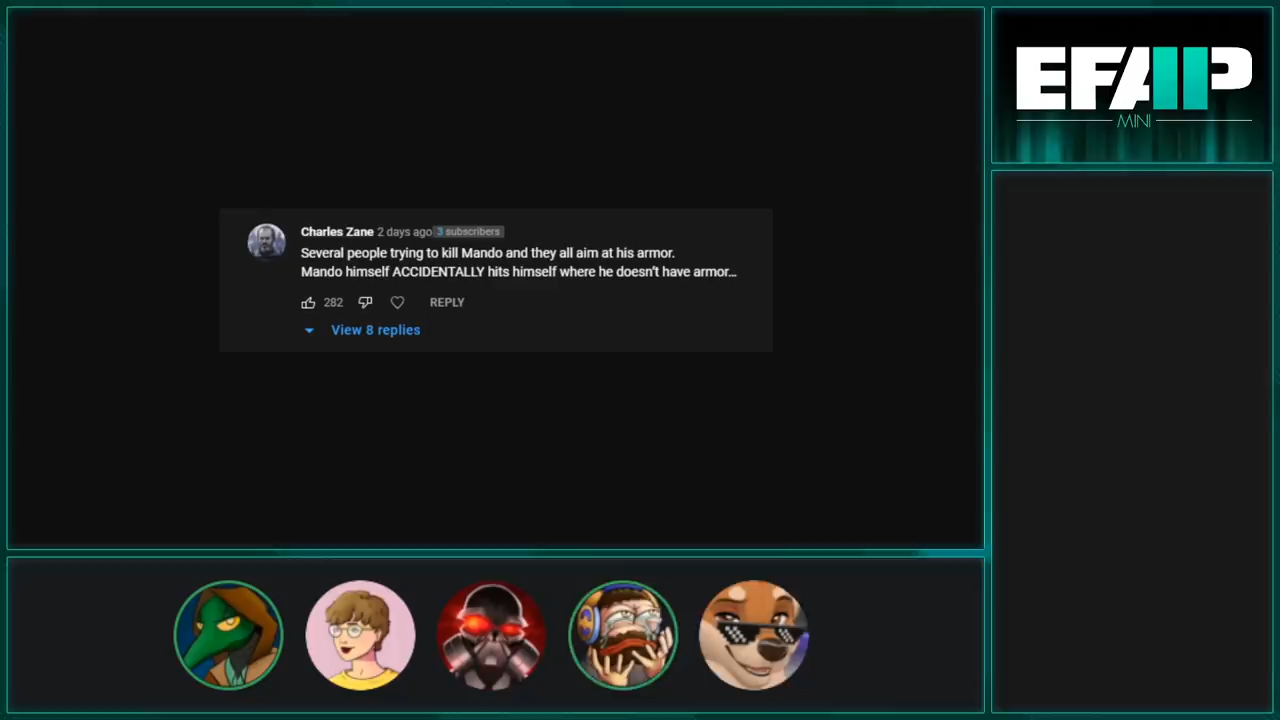 EFAP
MINI
Charles Zane 2 days ago 3 subscribers
Several people trying to kill Mando and they all aim at his armor.
Mando himself ACCIDENTALLY hits himself where he doesn't have armor...
282 REPLY
View 8 replies